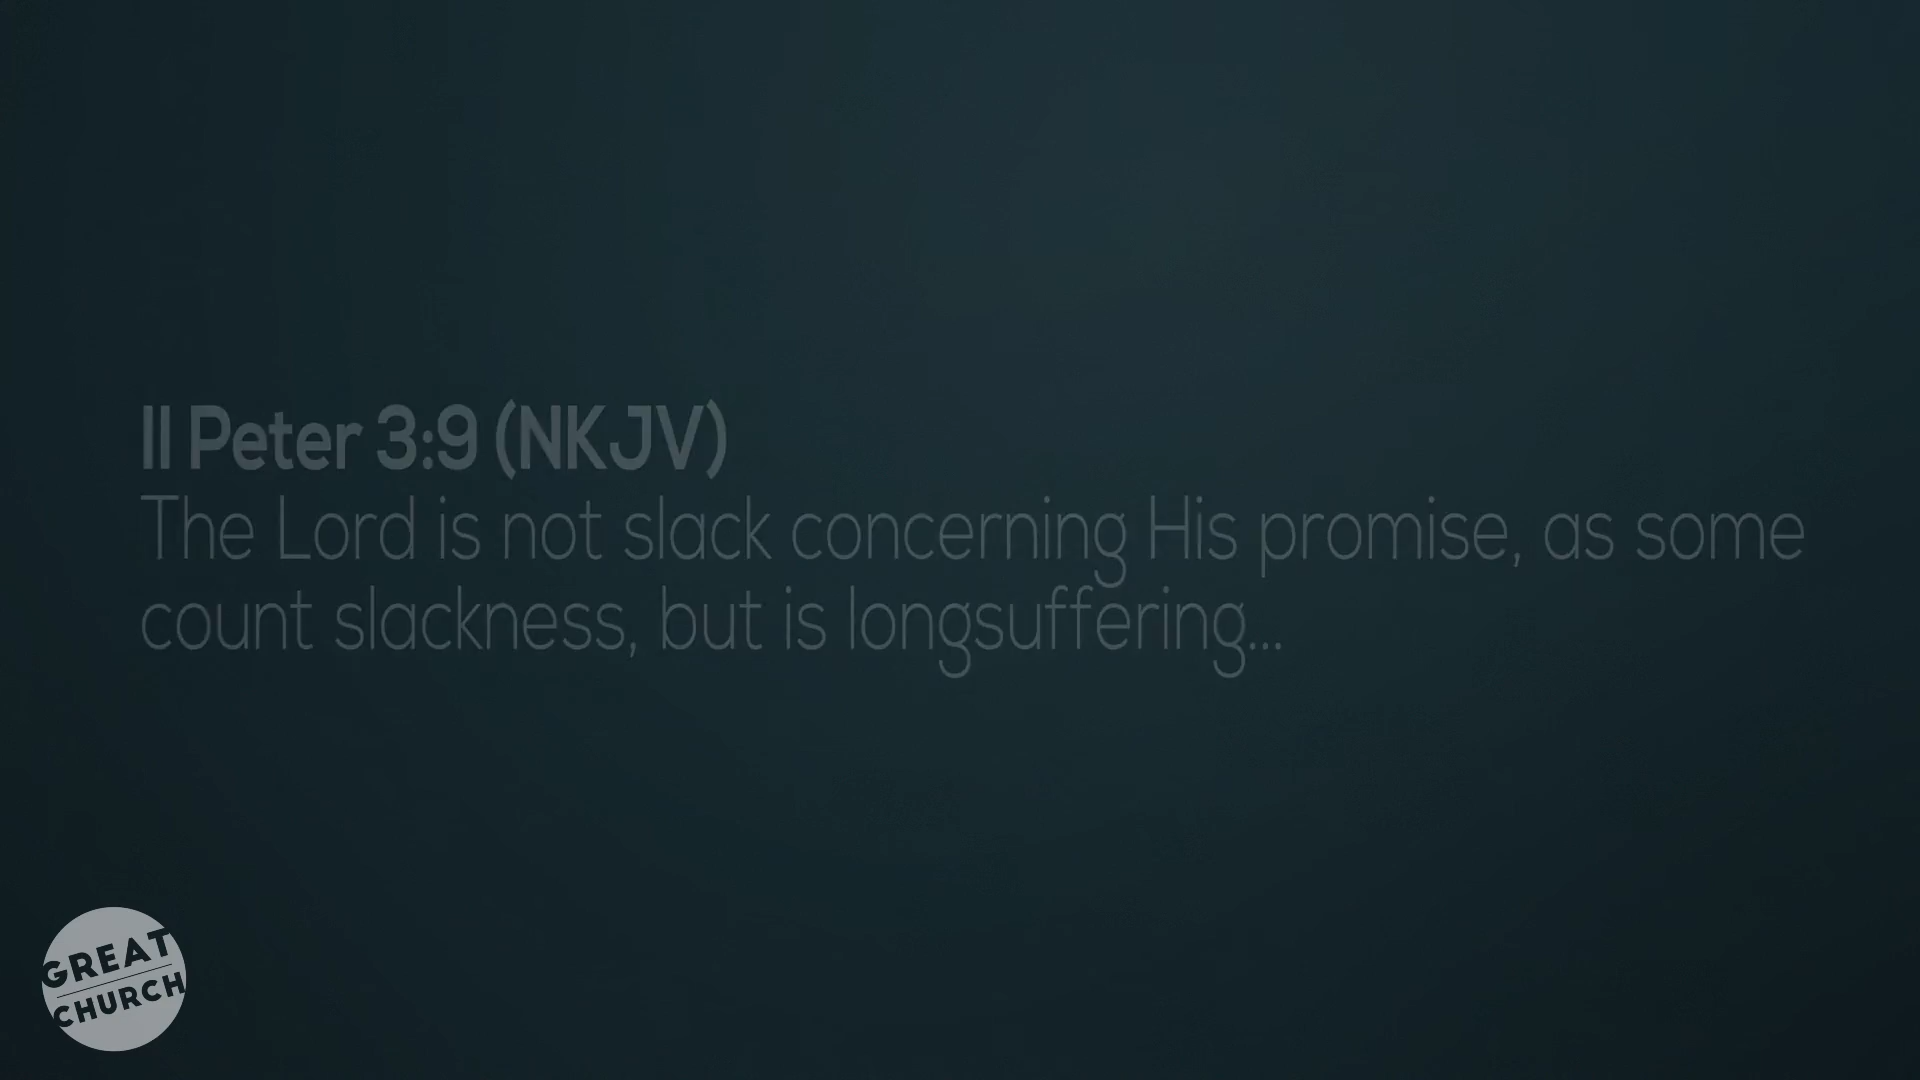 II Peter 3:9 (NKJV)
The Lord is not slack concerning His promise, as some
count slackness, but is longsuffering...
GREAT
CHURCH